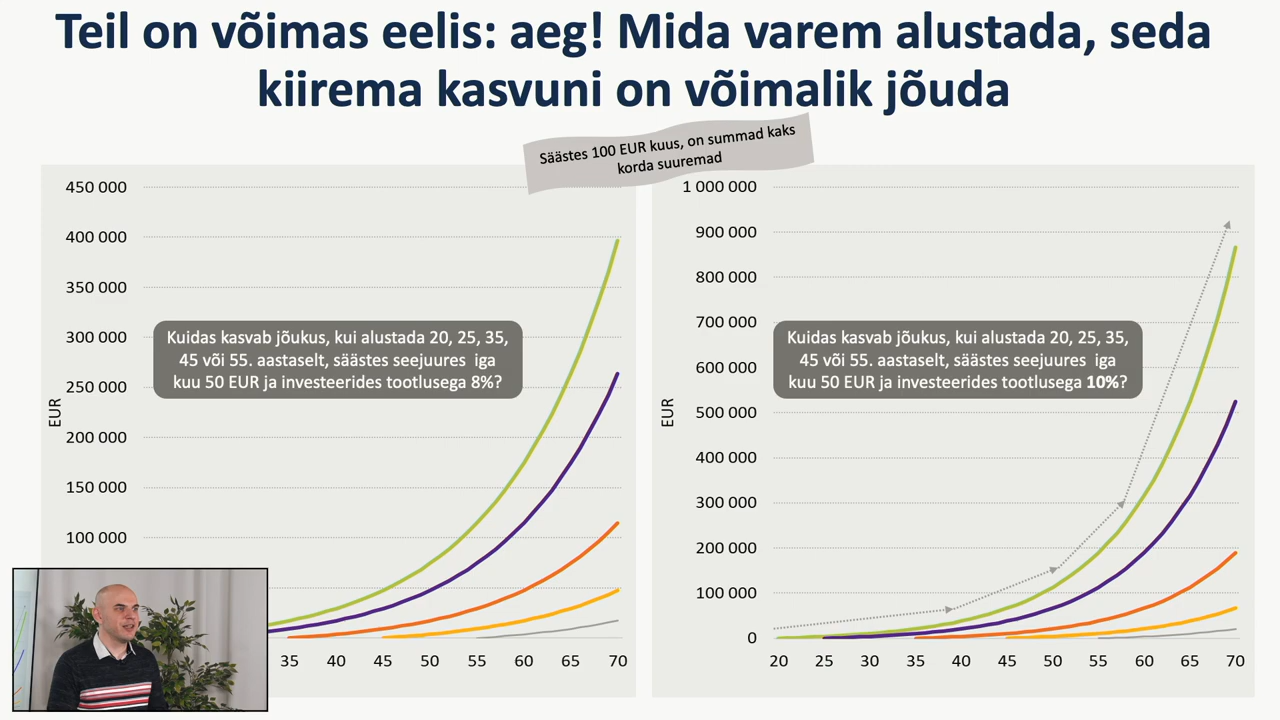 Teil on võimas eelis: aeg! Mida varem alustada, seda
kiirema kasvuni on võimalik jõuda
Säästes 100 EUR kuus, on summad kaks
korda suuremad
450 000
400 000
350 000
300 000
250 000
200 000
150 000
100 000
EUR
Kuidas kasvab jõukus, kui alustada 20, 25, 35,
45 või 55. aastaselt, säästes seejuures iga
kuu 50 EUR ja investeerides tootlusega 8%?
35 40 45 50 55 60 65 70
1 000 000
900 000
800 000
700 000
600 000
500 000
400 000
300 000
200 000
100 000
0
EUR
Kuidas kasvab jõukus, kui alustada 20, 25, 35,
45 või 55. aastaselt, säästes seejuures iga
kuu 50 EUR ja investeerides tootlusega 10%?
20 25 30 35 40 45 50 55 60 65 70